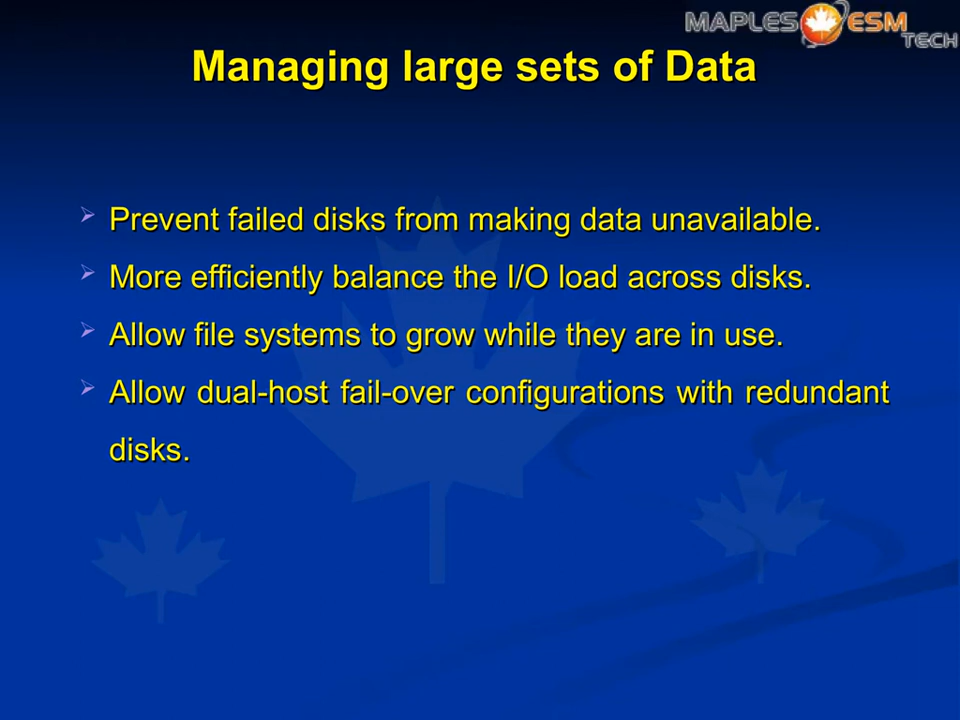 MAPLES ESM
TECH
Managing large sets of Data
Prevent failed disks from making data unavailable.
More efficiently balance the I/O load across disks.
Allow file systems to grow while they are in use.
Allow dual-host fail-over configurations with redundant
disks.